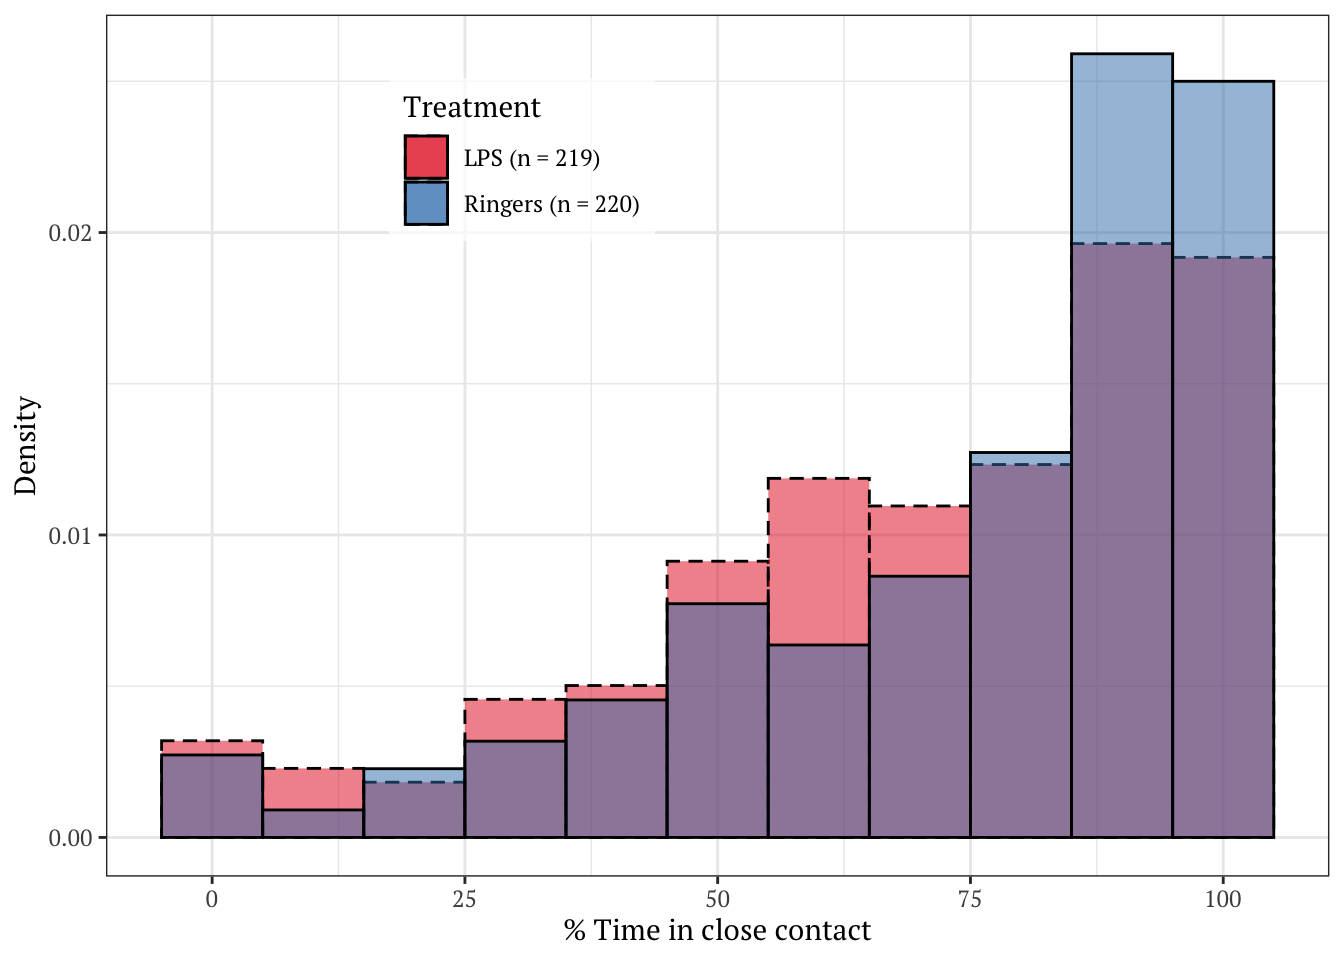 Treatment
LPS (n = 219)
Ringers (n = 220)
0.02
0.01
0.00
Density
0 25 50 75 100
% Time in close contact